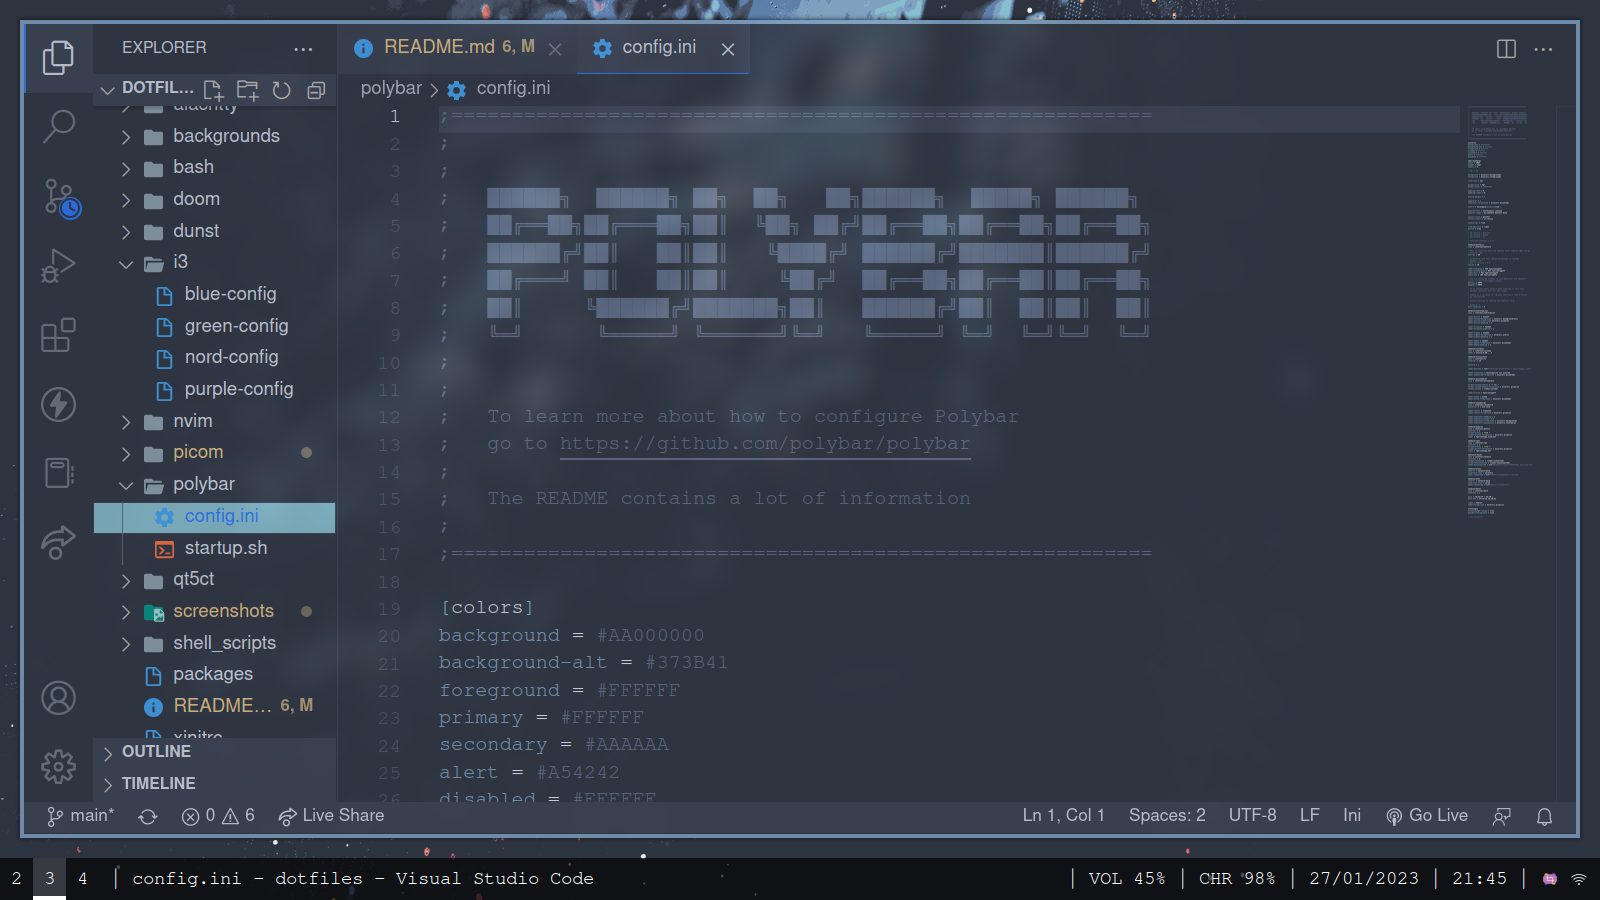 EXPLORER
README.md 6, M
config.ini
DOTFIL...
polybar > config.ini
alacritty
backgrounds
bash
doom
dunst
i3
blue-config
green-config
nord-config
purple-config
nvim
picom
polybar
config.ini
startup.sh
qt5ct
screenshots
shell_scripts
packages
README... 6, M
xinitrc
OUTLINE
TIMELINE
1 ;==========================================================
2 ;
3 ;
4 ;
5 ;
6 ;
7 ;
8 ;
9 ;
POLYBAR
10 ;
11 ;
12 ; To learn more about how to configure Polybar
13 ; go to https://github.com/polybar/polybar
14 ;
15 ; The README contains a lot of information
16 ;
17 ;==========================================================
18
19 [colors]
20 background = #AA000000
21 background-alt = #373B41
22 foreground = #FFFFFF
23 primary = #FFFFFF
24 secondary = #AAAAAA
25 alert = #A54242
26 disabled = #FFFFFF
main* 0 6 Live Share
Ln 1, Col 1 Spaces: 2 UTF-8 LF Ini Go Live
2 3 4 | config.ini - dotfiles - Visual Studio Code
| VOL 45% | CHR 98% | 27/01/2023 | 21:45 |